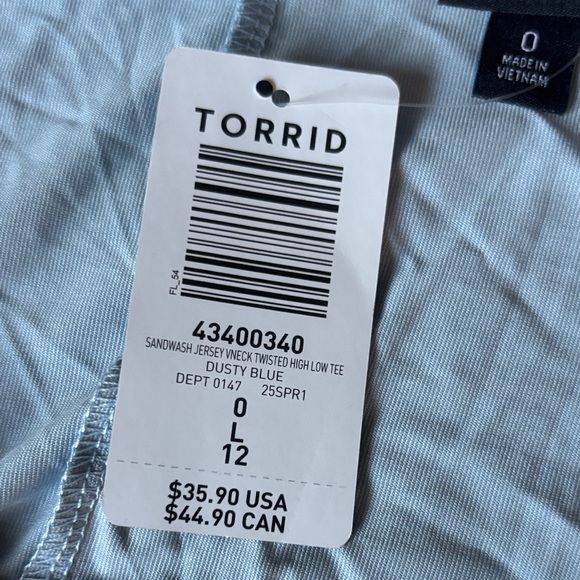 0
MADE IN
VIETNAM
TORRID
FL_54
43400340
SANDWASH JERSEY VNECK TWISTED HIGH LOW TEE
DUSTY BLUE
DEPT 0147 25SPR1
0
L
12
$35.90 USA
$44.90 CAN